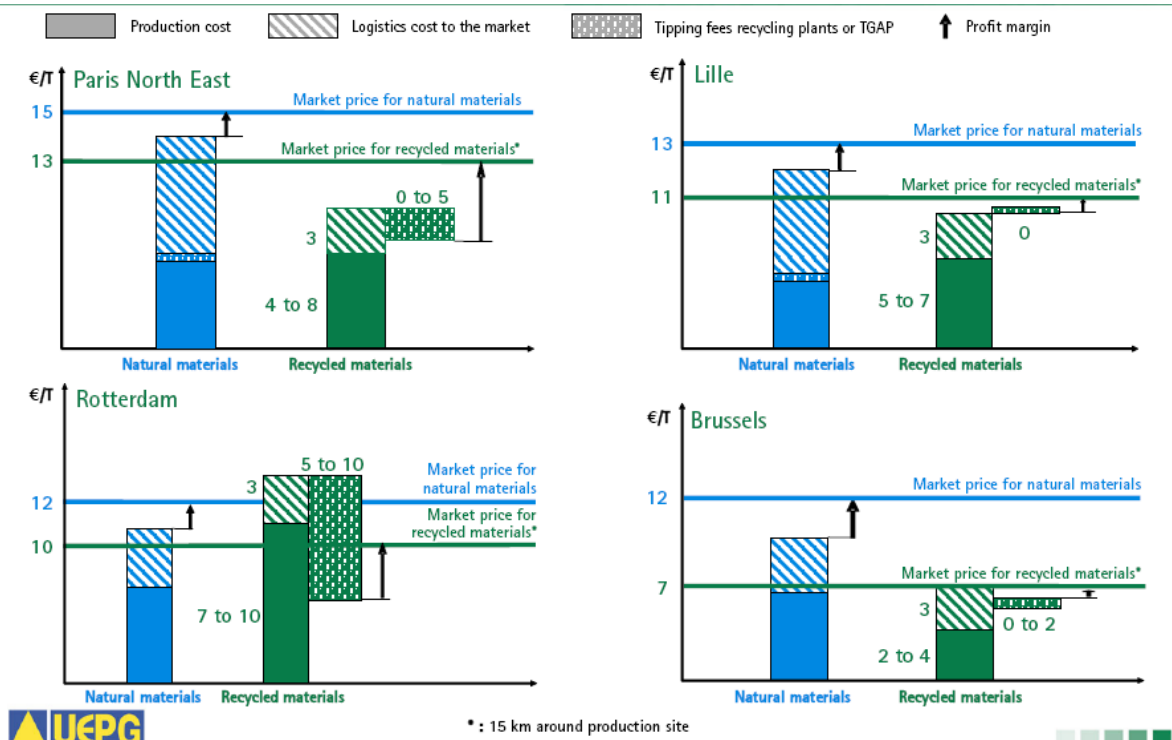 Production cost
Logistics cost to the market
Tipping fees recycling plants or TGAP
Profit margin
€/T
Paris North East
15
Market price for natural materials
13
Market price for recycled materials*
0 to 5
3
4 to 8
Natural materials
Recycled materials
€/T
Lille
Market price for natural materials
13
Market price for recycled materials*
11
3
0
5 to 7
Natural materials
Recycled materials
€/T
Rotterdam
5 to 10
3
Market price for
natural materials
12
Market price for
recycled materials*
10
7 to 10
Natural materials
Recycled materials
€/T
Brussels
Market price for natural materials
12
Market price for recycled materials*
7
3
0 to 2
2 to 4
Natural materials
Recycled materials
UEPG
* : 15 km around production site